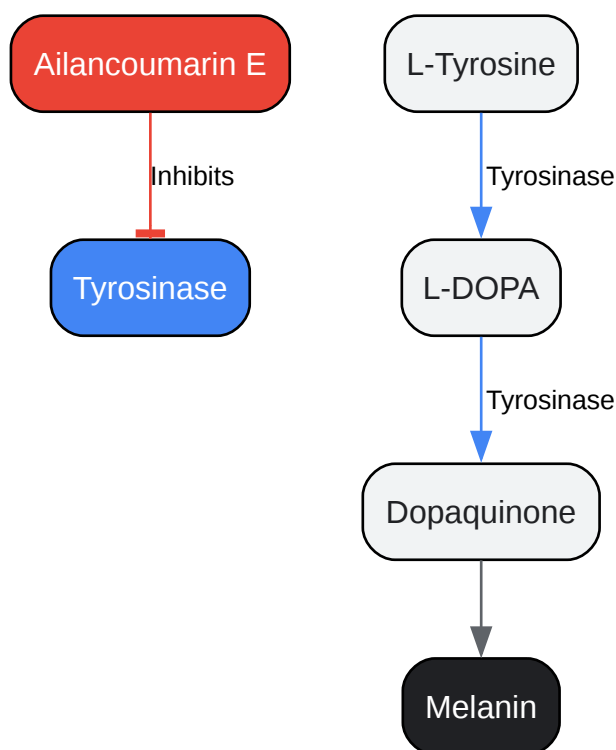 Ailancoumarin E
L-Tyrosine
Inhibits
Tyrosinase
Tyrosinase
L-DOPA
Tyrosinase
Dopaquinone
Melanin